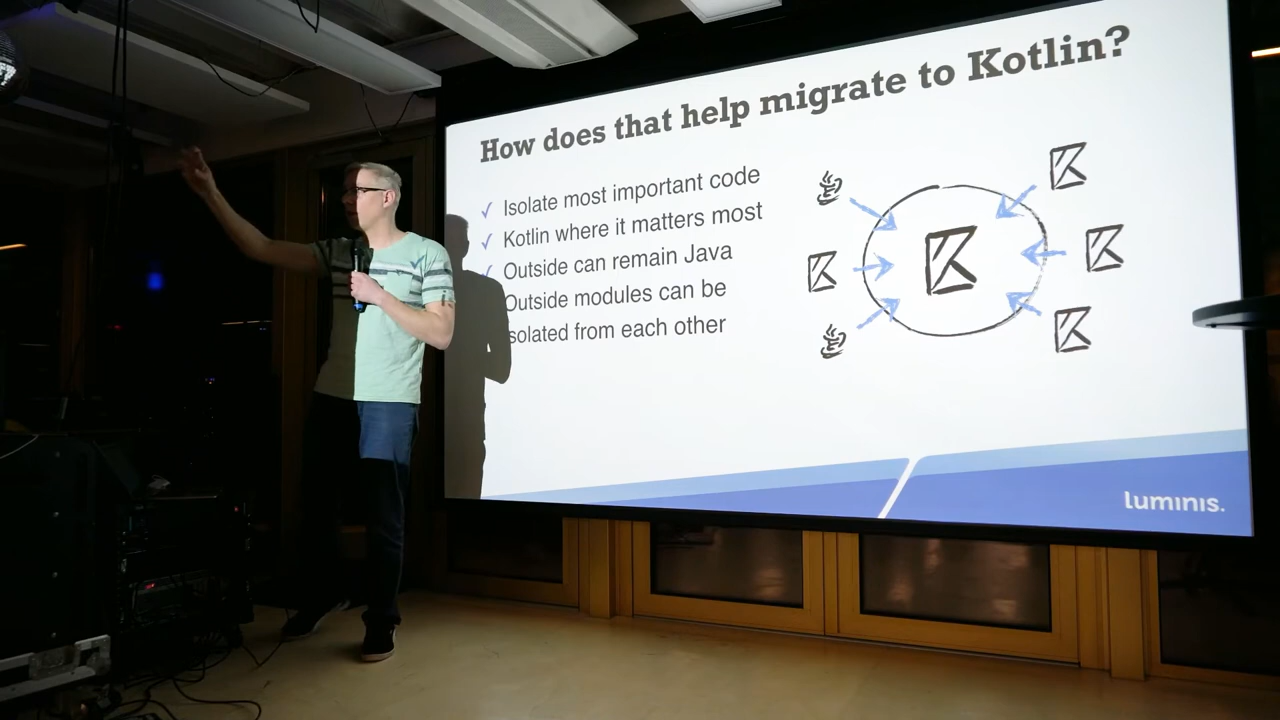 How does that help migrate to Kotlin?
✓ Isolate most important code
✓ Kotlin where it matters most
✓ Outside can remain Java
Outside modules can be
solated from each other
luminis.